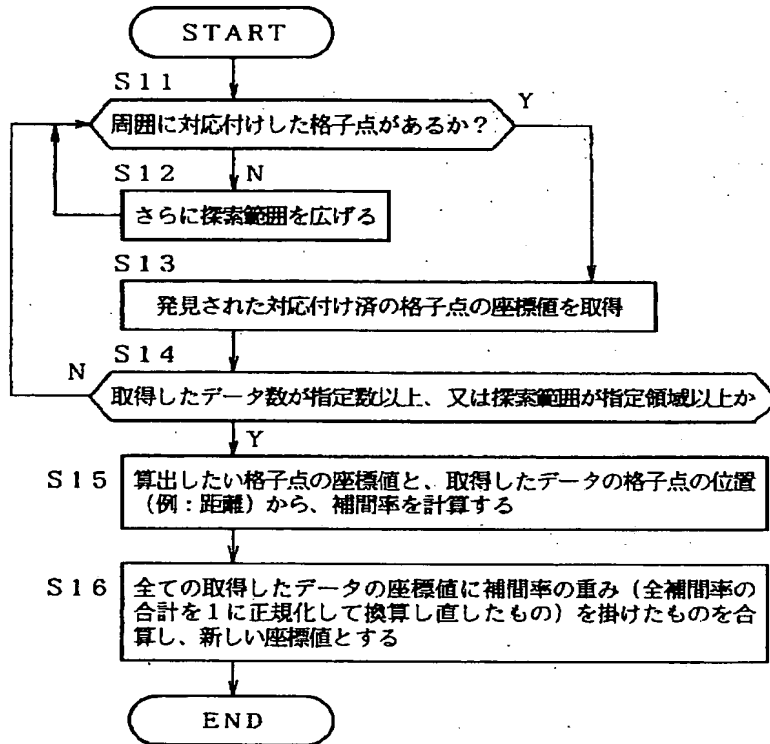 START
S11
周囲に対応付けした格子点があるか?
Y
S12
N
さらに探索範囲を広げる
S13
発見された対応付け済の格子点の座標値を取得
S14
N
取得したデータ数が指定数以上、又は探索範囲が指定領域以上か
Y
S15
算出したい格子点の座標値と、取得したデータの格子点の位置
(例:距離)から、補間率を計算する
S16
全ての取得したデータの座標値に補間率の重み(全補間率の
合計を1に正規化して換算し直したもの)を掛けたものを合
算し、新しい座標値とする
END